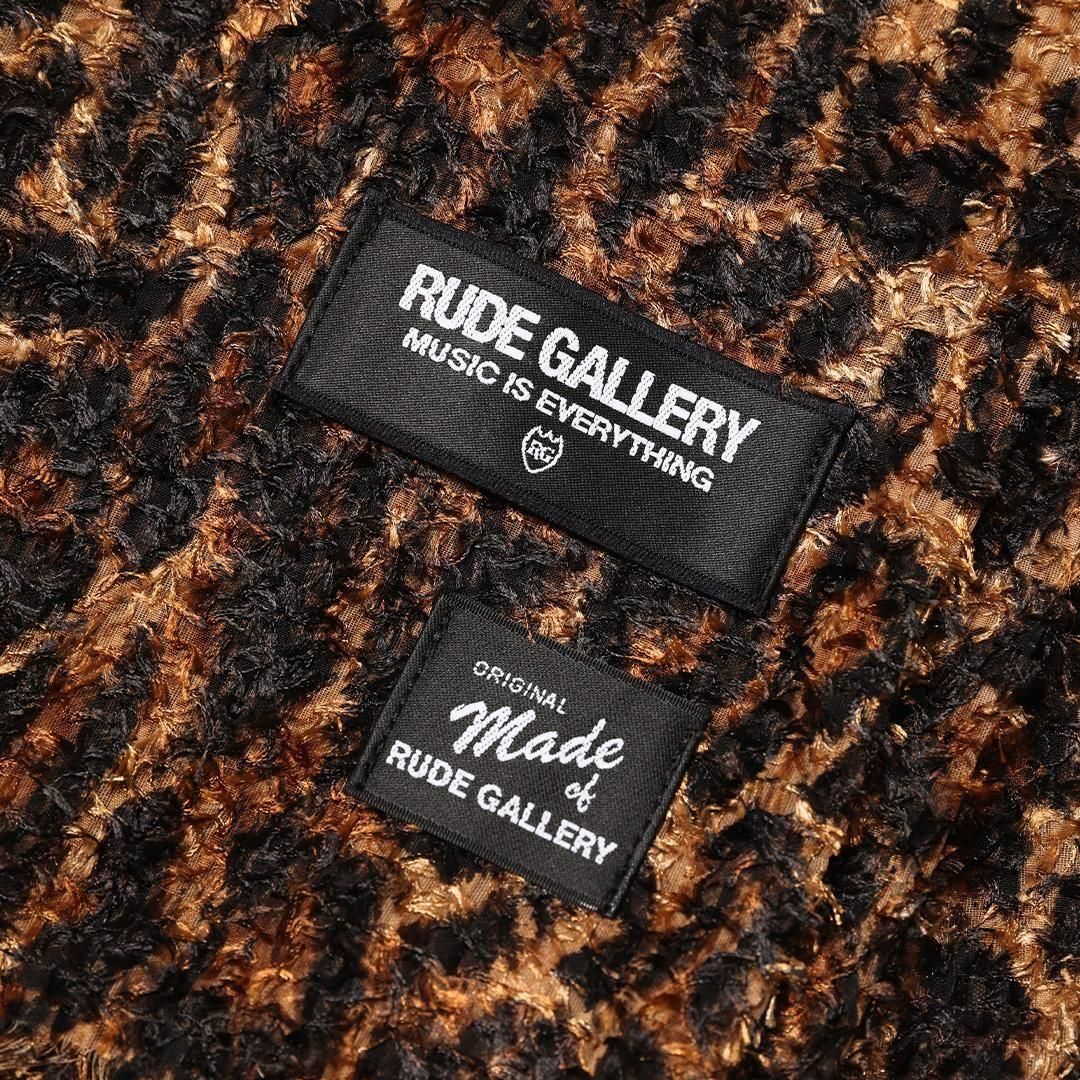 RUDE GALLERY
MUSIC IS EVERYTHING
RG
ORIGINAL
Made
of
RUDE GALLERY